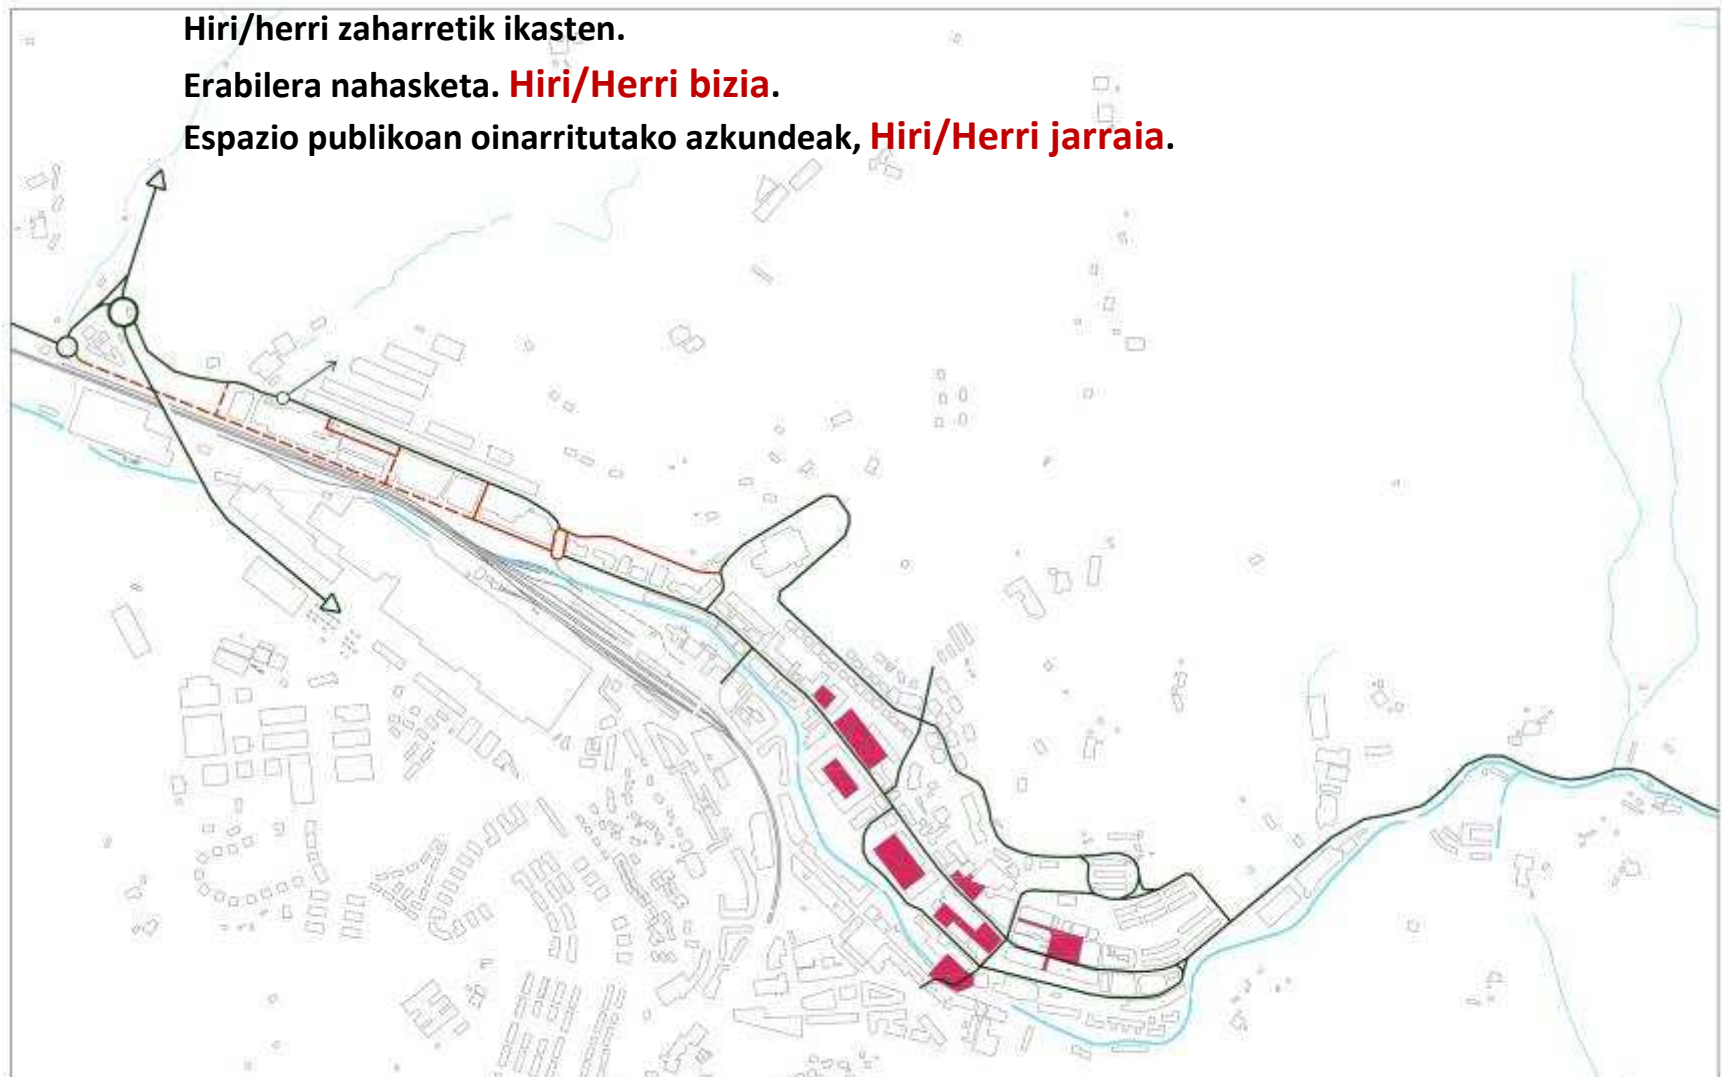 Hiri/herri zaharretik ikasten.
Erabilera nahasketa. Hiri/Herri bizia.
Espazio publikoan oinarritutako azkundeak, Hiri/Herri jarraia.